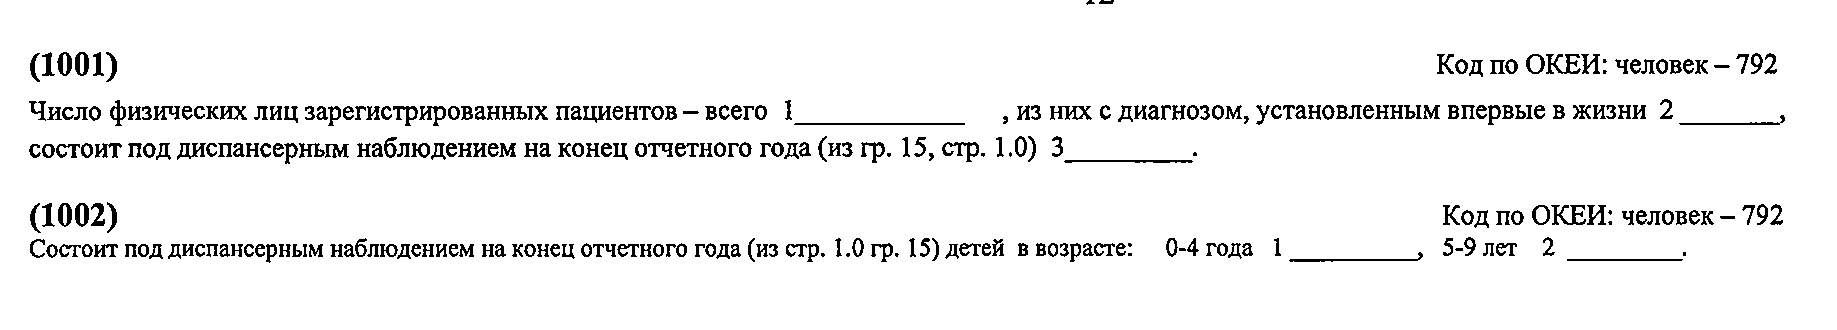 (1001) Код по ОКЕИ: человек – 792
Число физических лиц зарегистрированных пациентов – всего 1____________ , из них с диагнозом, установленным впервые в жизни 2 _______,
состоит под диспансерным наблюдением на конец отчетного года (из гр. 15, стр. 1.0) 3_________.
(1002) Код по ОКЕИ: человек – 792
Состоит под диспансерным наблюдением на конец отчетного года (из стр. 1.0 гр. 15) детей в возрасте: 0-4 года 1 _________, 5-9 лет 2 ________.